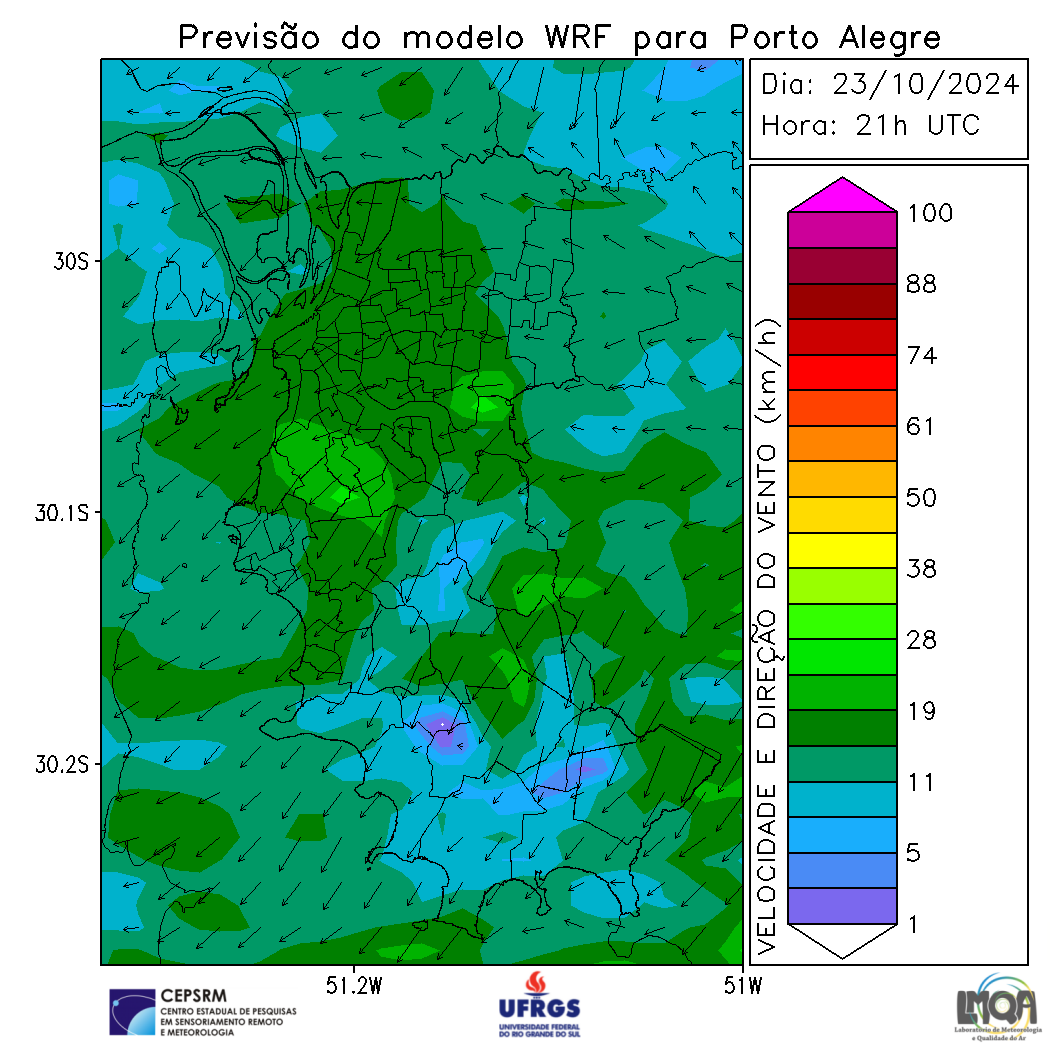 Previsão do modelo WRF para Porto Alegre
Dia: 23/10/2024
Hora: 21h UTC
30S
30.1S
30.2S
51.2W
51W
VELOCIDADE E DIREÇÃO DO VENTO (km/h)
100
88
74
61
50
38
28
19
11
5
1
CEPSRM
CENTRO ESTADUAL DE PESQUISAS
EM SENSORIAMENTO REMOTO
E METEOROLOGIA
UFRGS
UNIVERSIDADE FEDERAL
DO RIO GRANDE DO SUL
LMQA
Laboratório de Meteorologia
e Qualidade do Ar